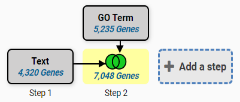 GO Term
5,235 Genes
Text
4,320 Genes
7,048 Genes
Add a step
Step 1
Step 2